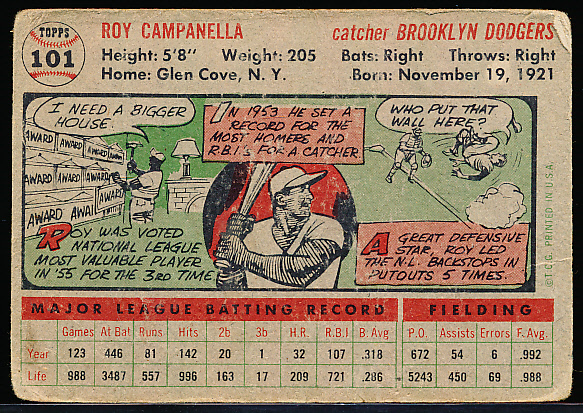 TOPPS
101
ROY CAMPANELLA
catcher BROOKLYN DODGERS
Height: 5'8" Weight: 205 Bats: Right Throws: Right
Home: Glen Cove, N. Y. Born: November 19, 1921
I NEED A BIGGER
HOUSE.
AWARD
AWARD AWARD AWARD
AWARD AWARD
AWARD AWAR
ROY WAS VOTED
NATIONAL LEAGUE
MOST VALUABLE PLAYER
IN '55 FOR THE 3RD TIME
IN 1953 HE SET A
RECORD FOR THE
MOST HOMERS AND
R.B.I.'S FOR A CATCHER.
WHO PUT THAT
WALL HERE?
A GREAT DEFENSIVE
STAR, ROY LED
THE N.L. BACKSTOPS IN
PUTOUTS 5 TIMES.
© T.C.G. PRINTED IN U.S.A.
MAJOR LEAGUE BATTING RECORD FIELDING
Games At Bat Runs Hits 2b 3b H.R. R.B.I B. Avg P.O. Assists Errors F. Avg.
Year 123 446 81 142 20 1 32 107 .318 672 54 6 .992
Life 988 3487 557 996 163 17 209 721 .286 5243 450 69 .988